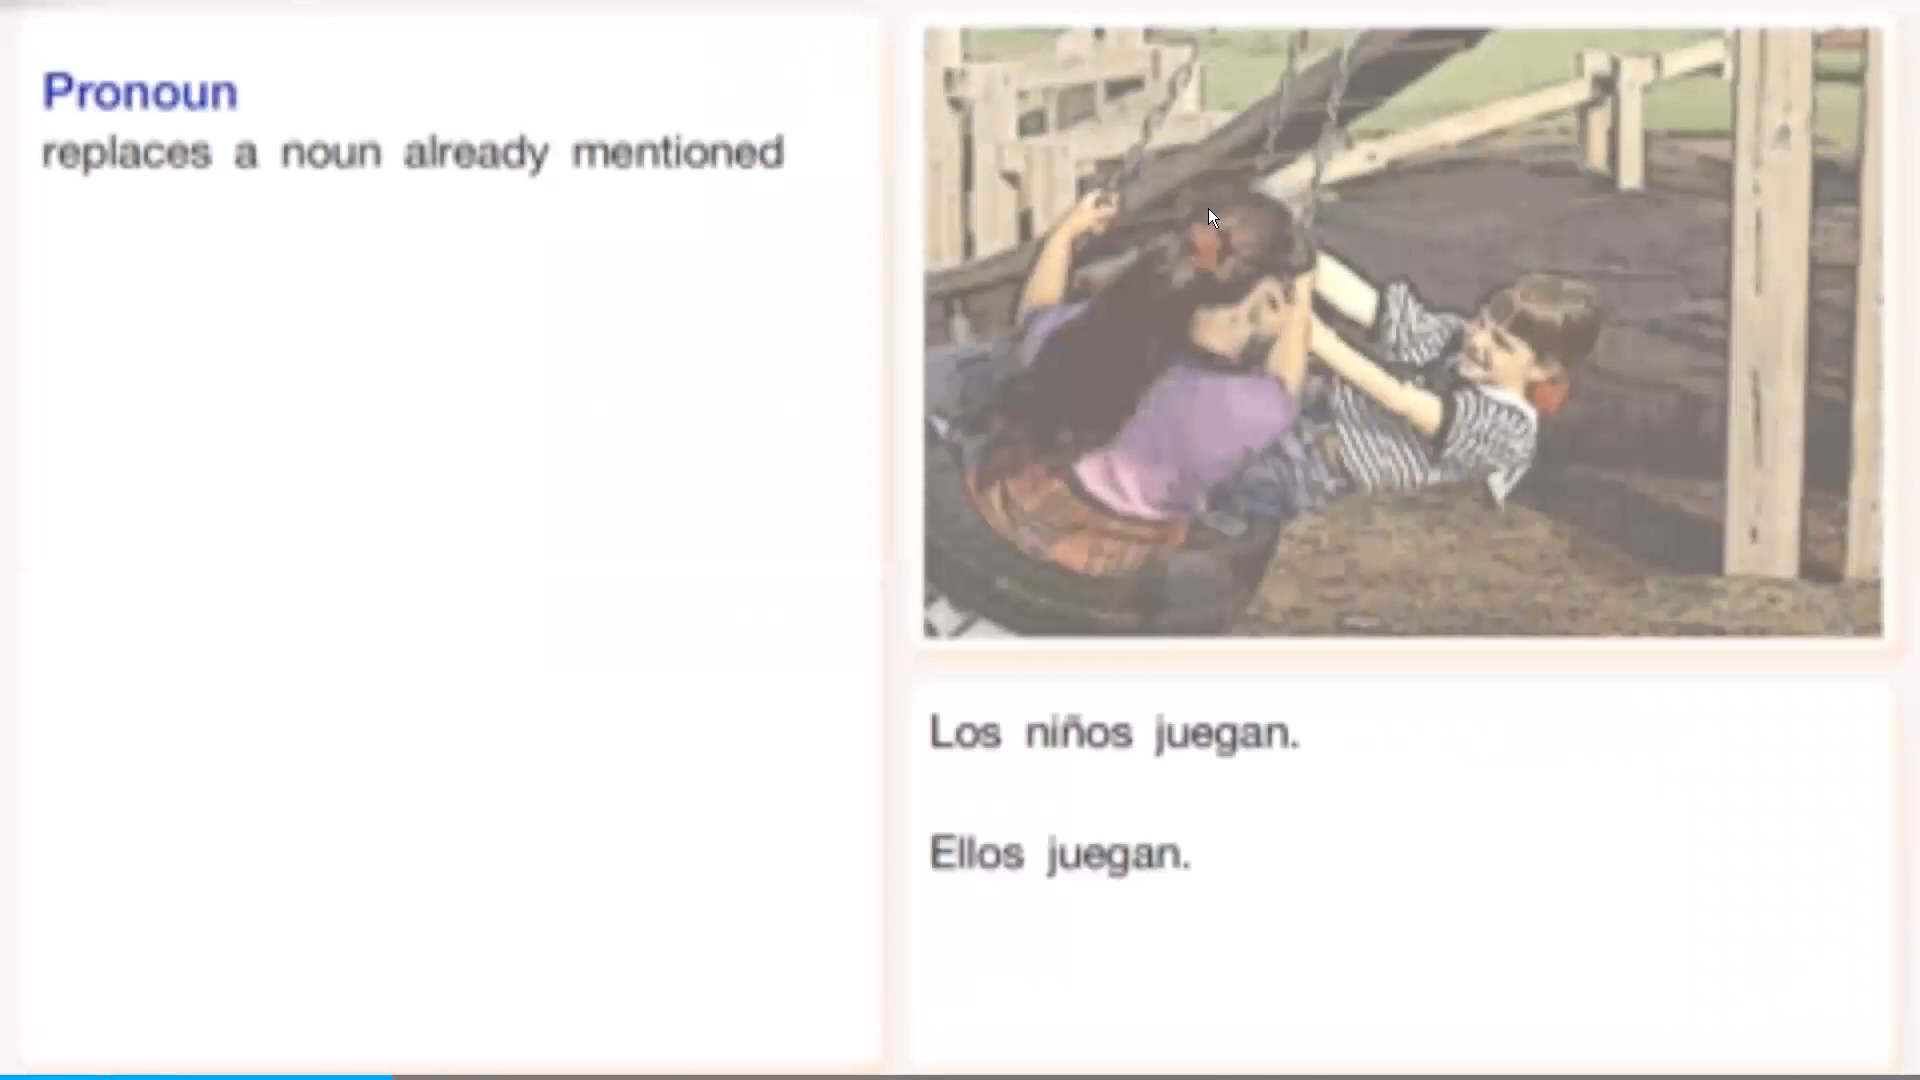 Pronoun
replaces a noun already mentioned
Los niños juegan.
Ellos juegan.